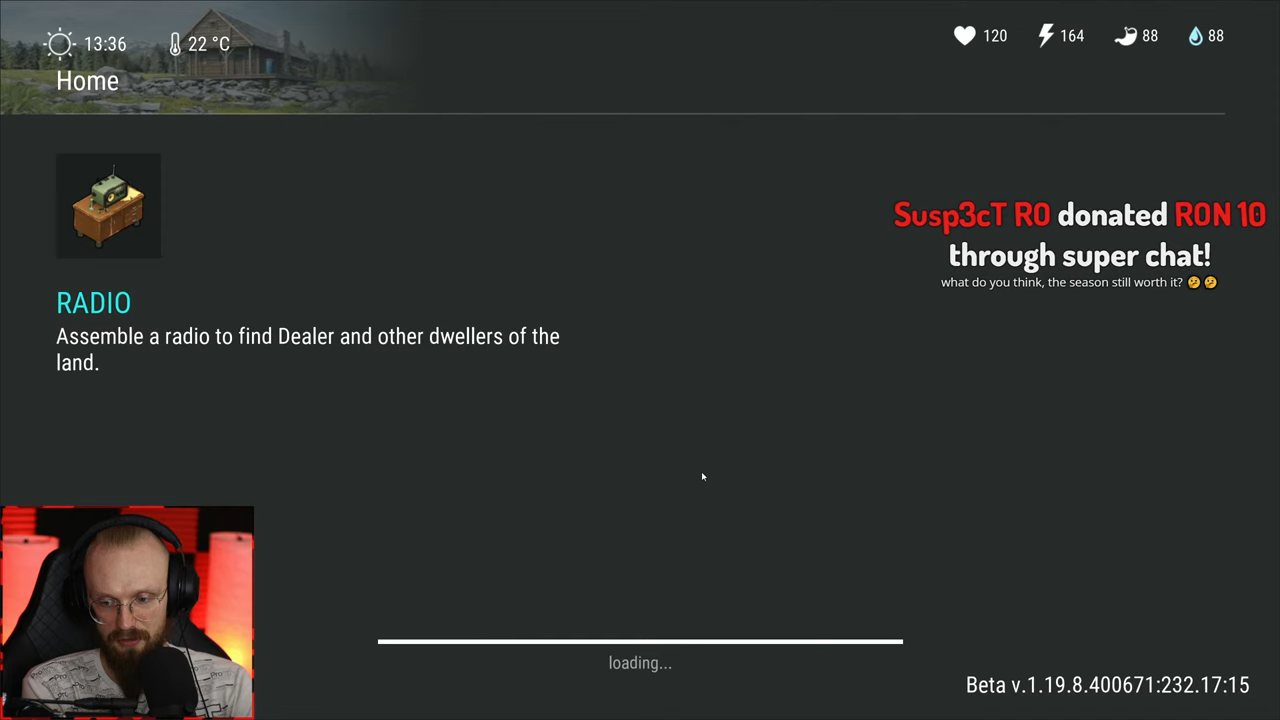 13:36
22 °C
Home
120
164
88
88
RADIO
Assemble a radio to find Dealer and other dwellers of the
land.
Susp3cT RO donated RON 10
through super chat!
what do you think, the season still worth it? 🤔🤔
loading...
Beta v.1.19.8.400671:232.17:15